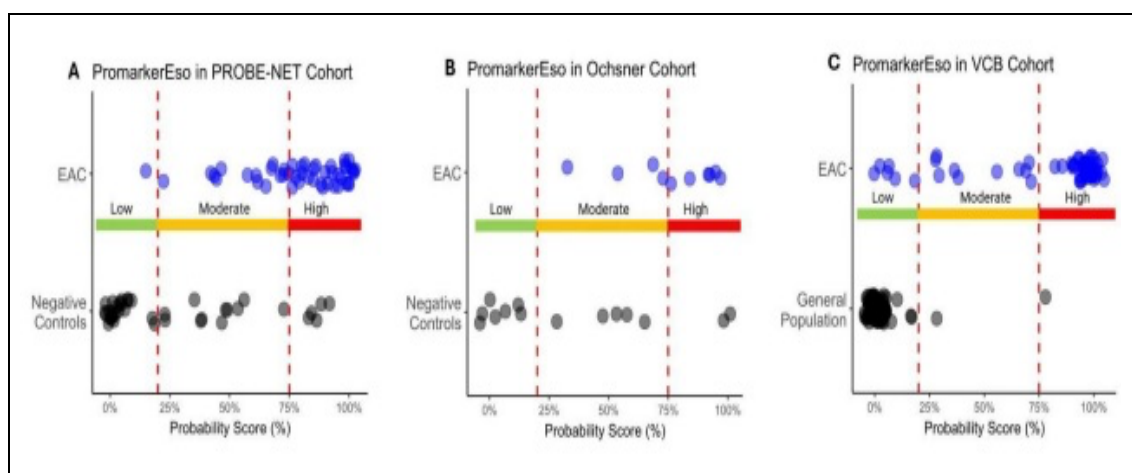 A PromarkerEso in PROBE-NET Cohort
EAC
Low Moderate High
Negative
Controls
0% 25% 50% 75% 100%
Probability Score (%)
B PromarkerEso in Ochsner Cohort
EAC
Low Moderate High
Negative
Controls
0% 25% 50% 75% 100%
Probability Score (%)
C PromarkerEso in VCB Cohort
EAC
Low Moderate High
General
Population
0% 25% 50% 75% 100%
Probability Score (%)